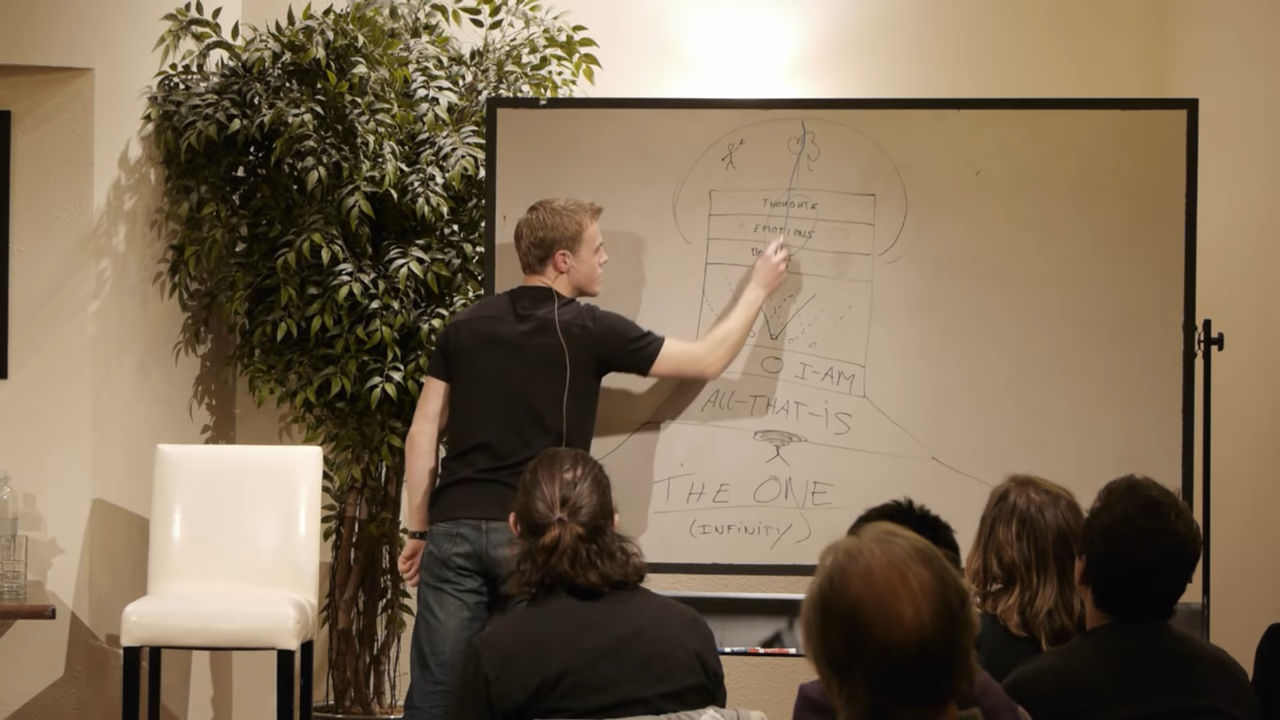 THOUGHTS
EMOTIONS
I-AM
ALL-THAT-iS
THE ONE
(INFiNiTY)